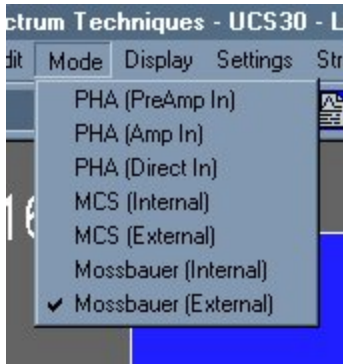 ctrum Techniques - UCS30 - L
dit Mode Display Settings Str
PHA (PreAmp In)
PHA (Amp In)
PHA (Direct In)
MCS (Internal)
MCS (External)
Mossbauer (Internal)
✔ Mossbauer (External)
16